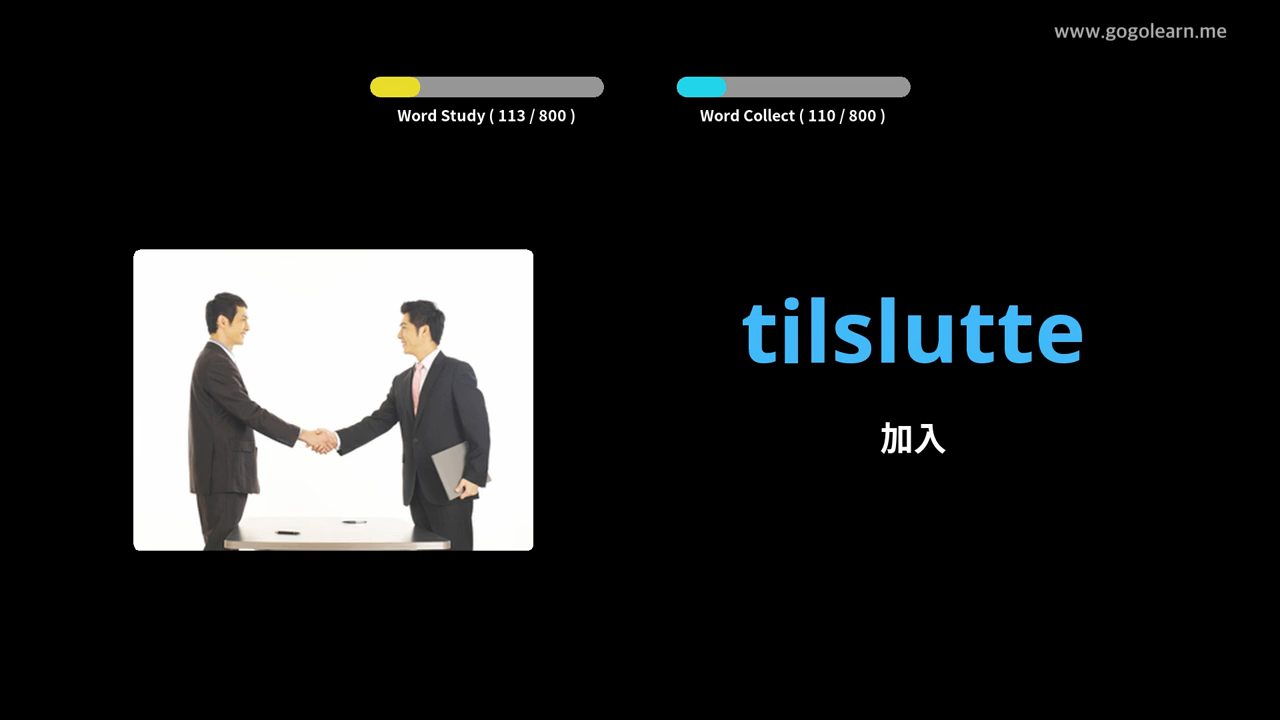 www.gogolearn.me
Word Study ( 113 / 800 )
Word Collect ( 110 / 800 )
tilslutte
加入